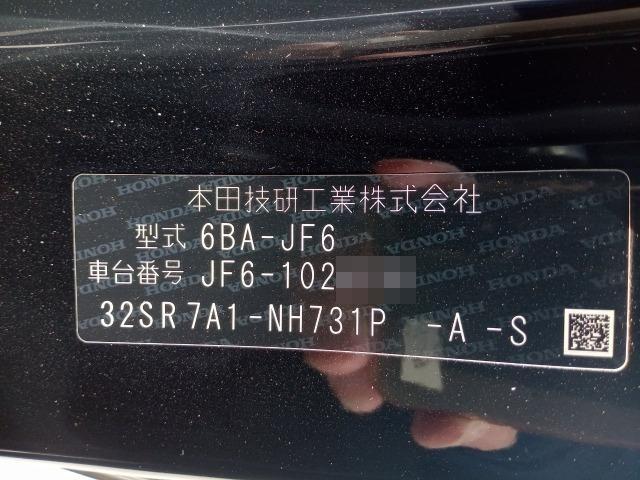 本田技研工業株式会社
型式 6BA-JF6
車台番号 JF6-102
32SR7A1-NH731P -A -S